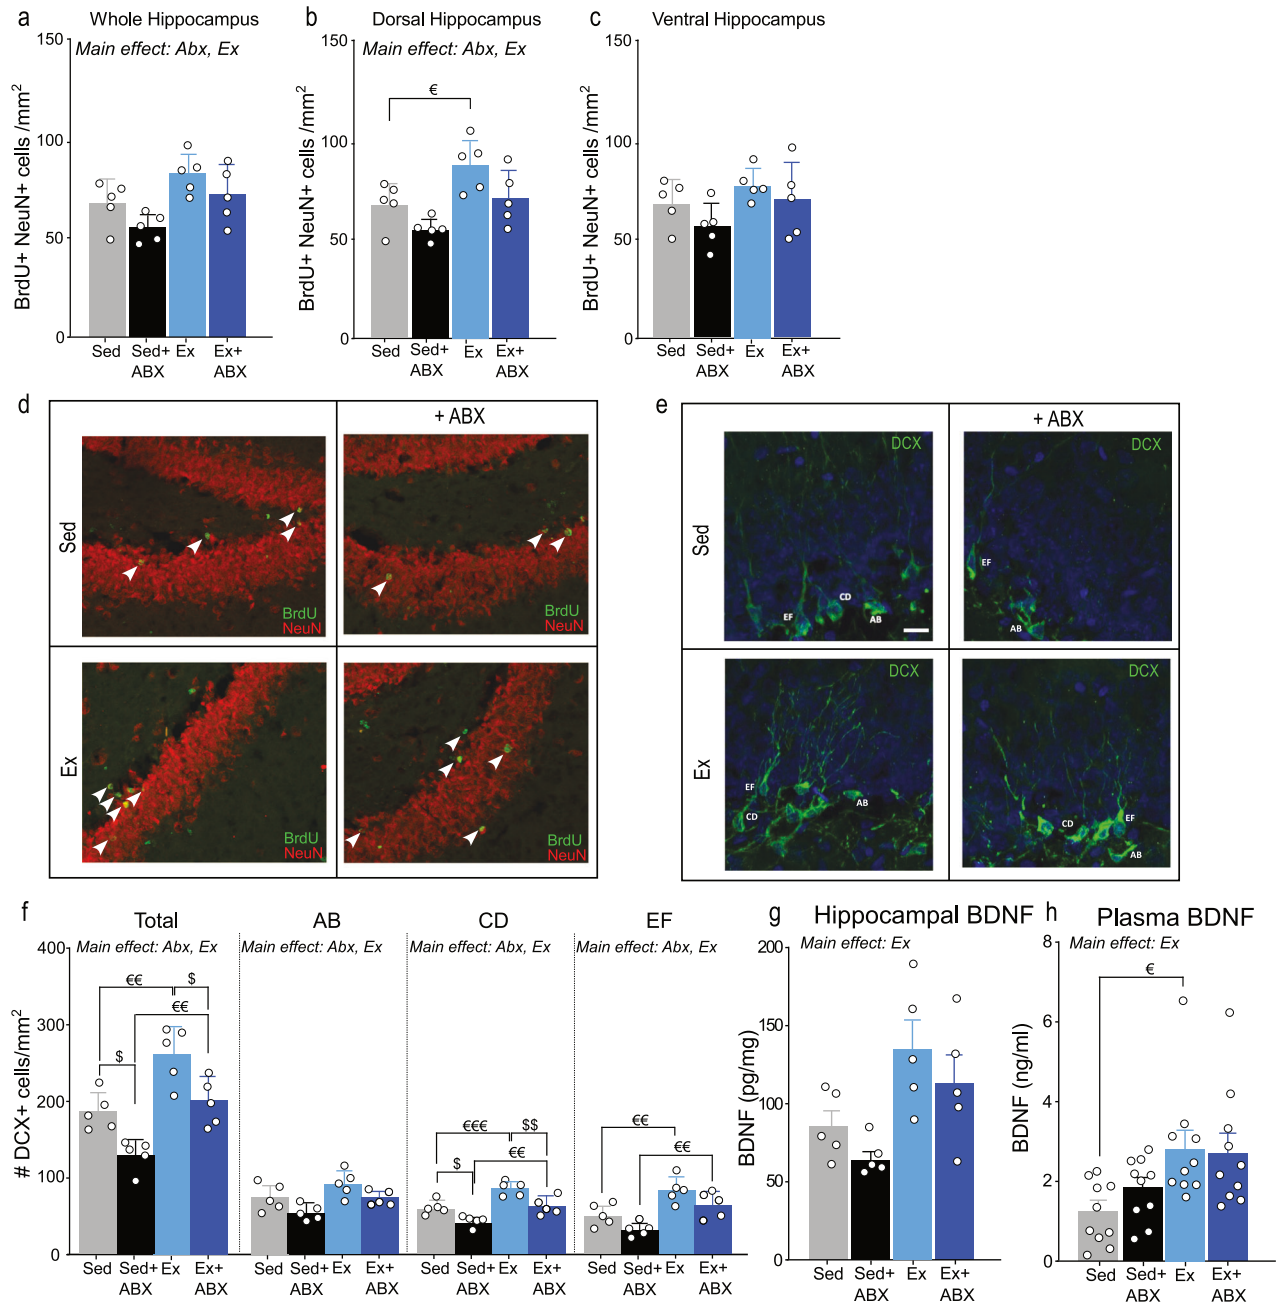 a
Whole Hippocampus
Main effect: Abx, Ex
BrdU+ NeuN+ cells /mm²
150
100
50
0
Sed
Sed+
ABX
Ex
Ex+
ABX
b
Dorsal Hippocampus
Main effect: Abx, Ex
€
BrdU+ NeuN+ cells /mm²
150
100
50
0
Sed
Sed+
ABX
Ex
Ex+
ABX
c
Ventral Hippocampus
BrdU+ NeuN+ cells /mm²
150
100
50
0
Sed
Sed+
ABX
Ex
Ex+
ABX
d
+ ABX
Sed
BrdU
NeuN
BrdU
NeuN
Ex
BrdU
NeuN
BrdU
NeuN
e
+ ABX
Sed
DCX
EF
CD
AB
DCX
EF
AB
Ex
DCX
EF
CD
AB
DCX
CD
EF
AB
f
# DCX+ cells/mm²
400
300
200
100
0
Total
Main effect: Abx, Ex
€€
$
€€
$
Sed
Sed+
ABX
Ex
Ex+
ABX
AB
Main effect: Abx, Ex
Sed
Sed+
ABX
Ex
Ex+
ABX
CD
Main effect: Abx, Ex
€€€
$$
€€
$
Sed
Sed+
ABX
Ex
Ex+
ABX
EF
Main effect: Abx, Ex
€€
€€
Sed
Sed+
ABX
Ex
Ex+
ABX
g
Hippocampal BDNF
Main effect: Ex
BDNF (pg/mg)
200
150
100
50
0
Sed
Sed+
ABX
Ex
Ex+
ABX
h
Plasma BDNF
Main effect: Ex
€
BDNF (ng/ml)
8
6
4
2
0
Sed
Sed+
ABX
Ex
Ex+
ABX